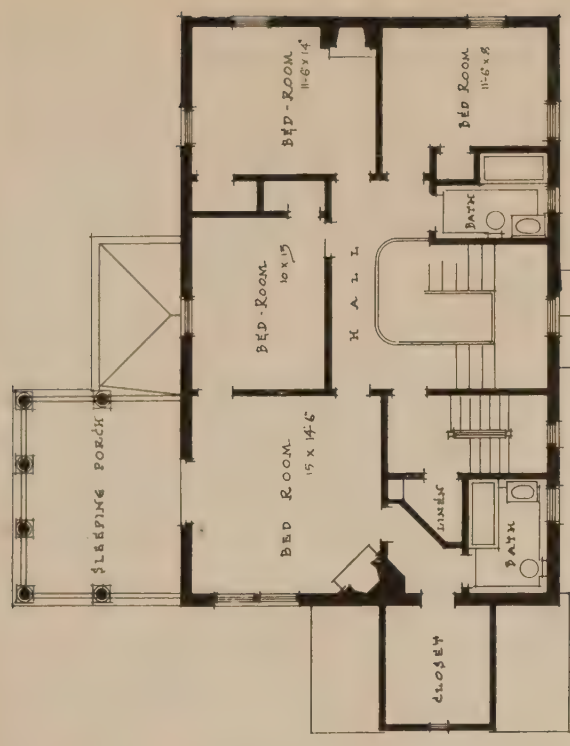 SLEEPING PORCH
BED-ROOM
11-6 X 14
BED ROOM
11-6 X 8
BED-ROOM
10 X 15
HALL
BATH
BED ROOM
15 X 14-6
LINEN
BATH
CLOSET